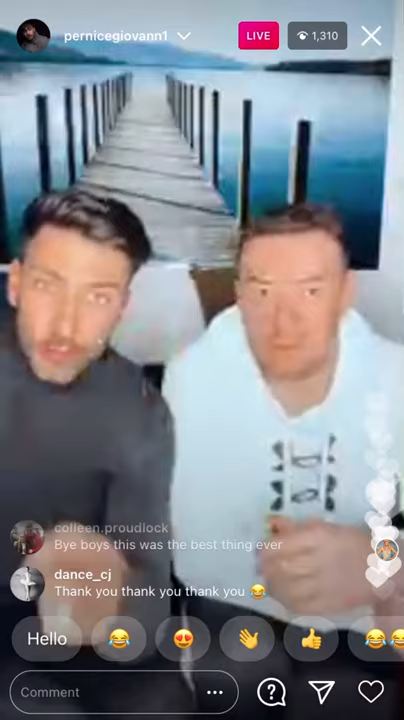 pernicegiovann1
LIVE
1,310
colleen.proudlock
Bye boys this was the best thing ever
dance_cj
Thank you thank you thank you 😂
Hello
Comment